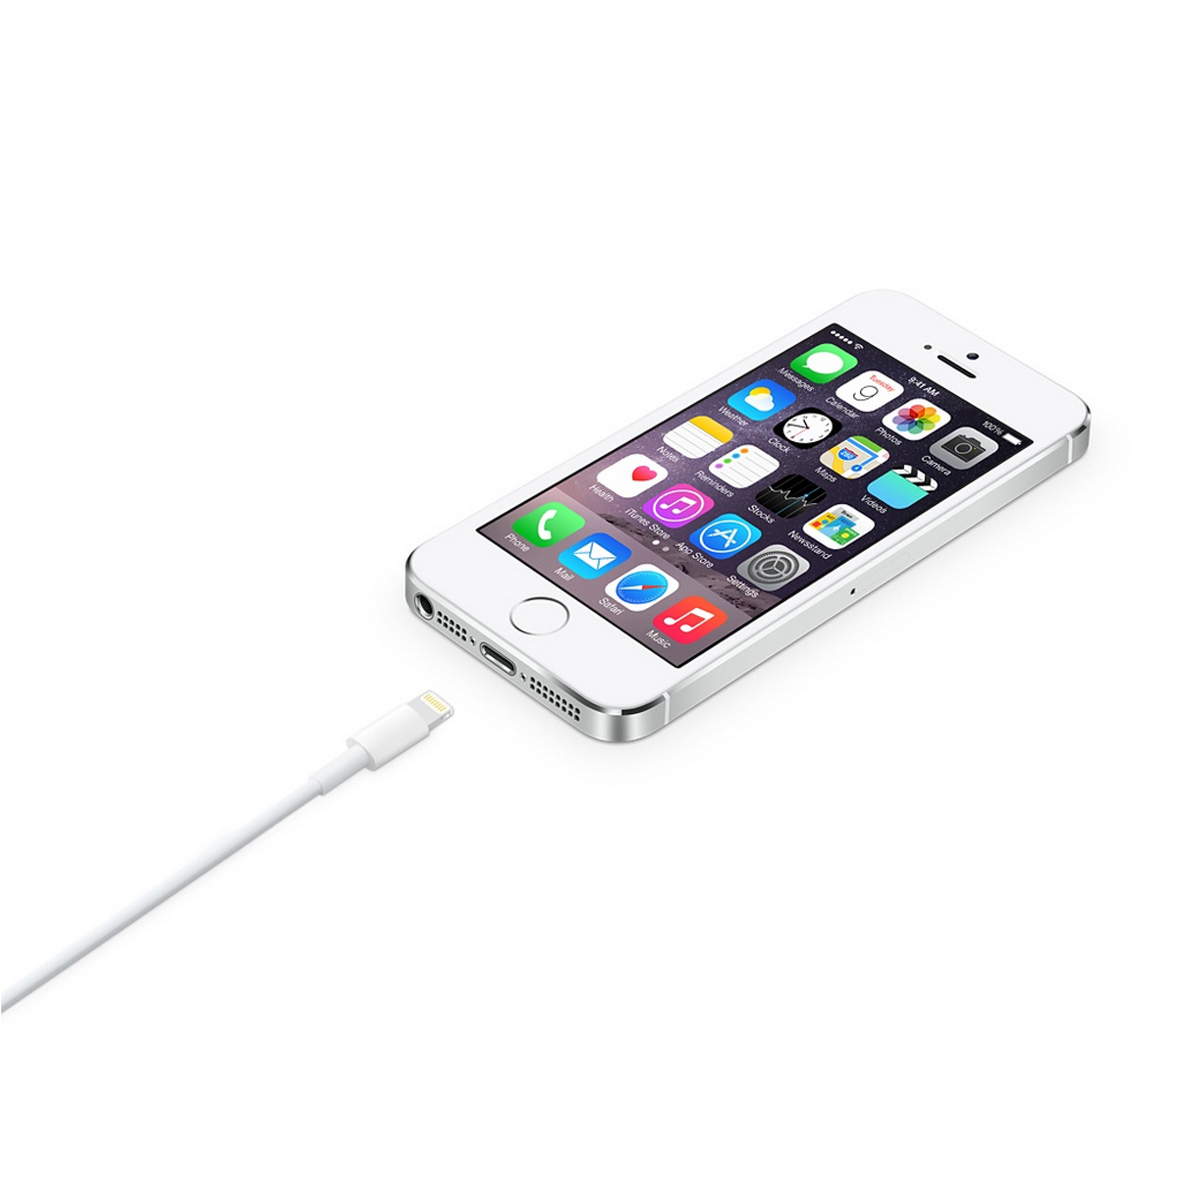 9:41 AM
100%
Messages
Tuesday
9
Calendar
Photos
Camera
Weather
Clock
Maps
280
Videos
Notes
Reminders
Stocks
Newsstand
Health
iTunes Store
App Store
Settings
Phone
Mail
Safari
Music